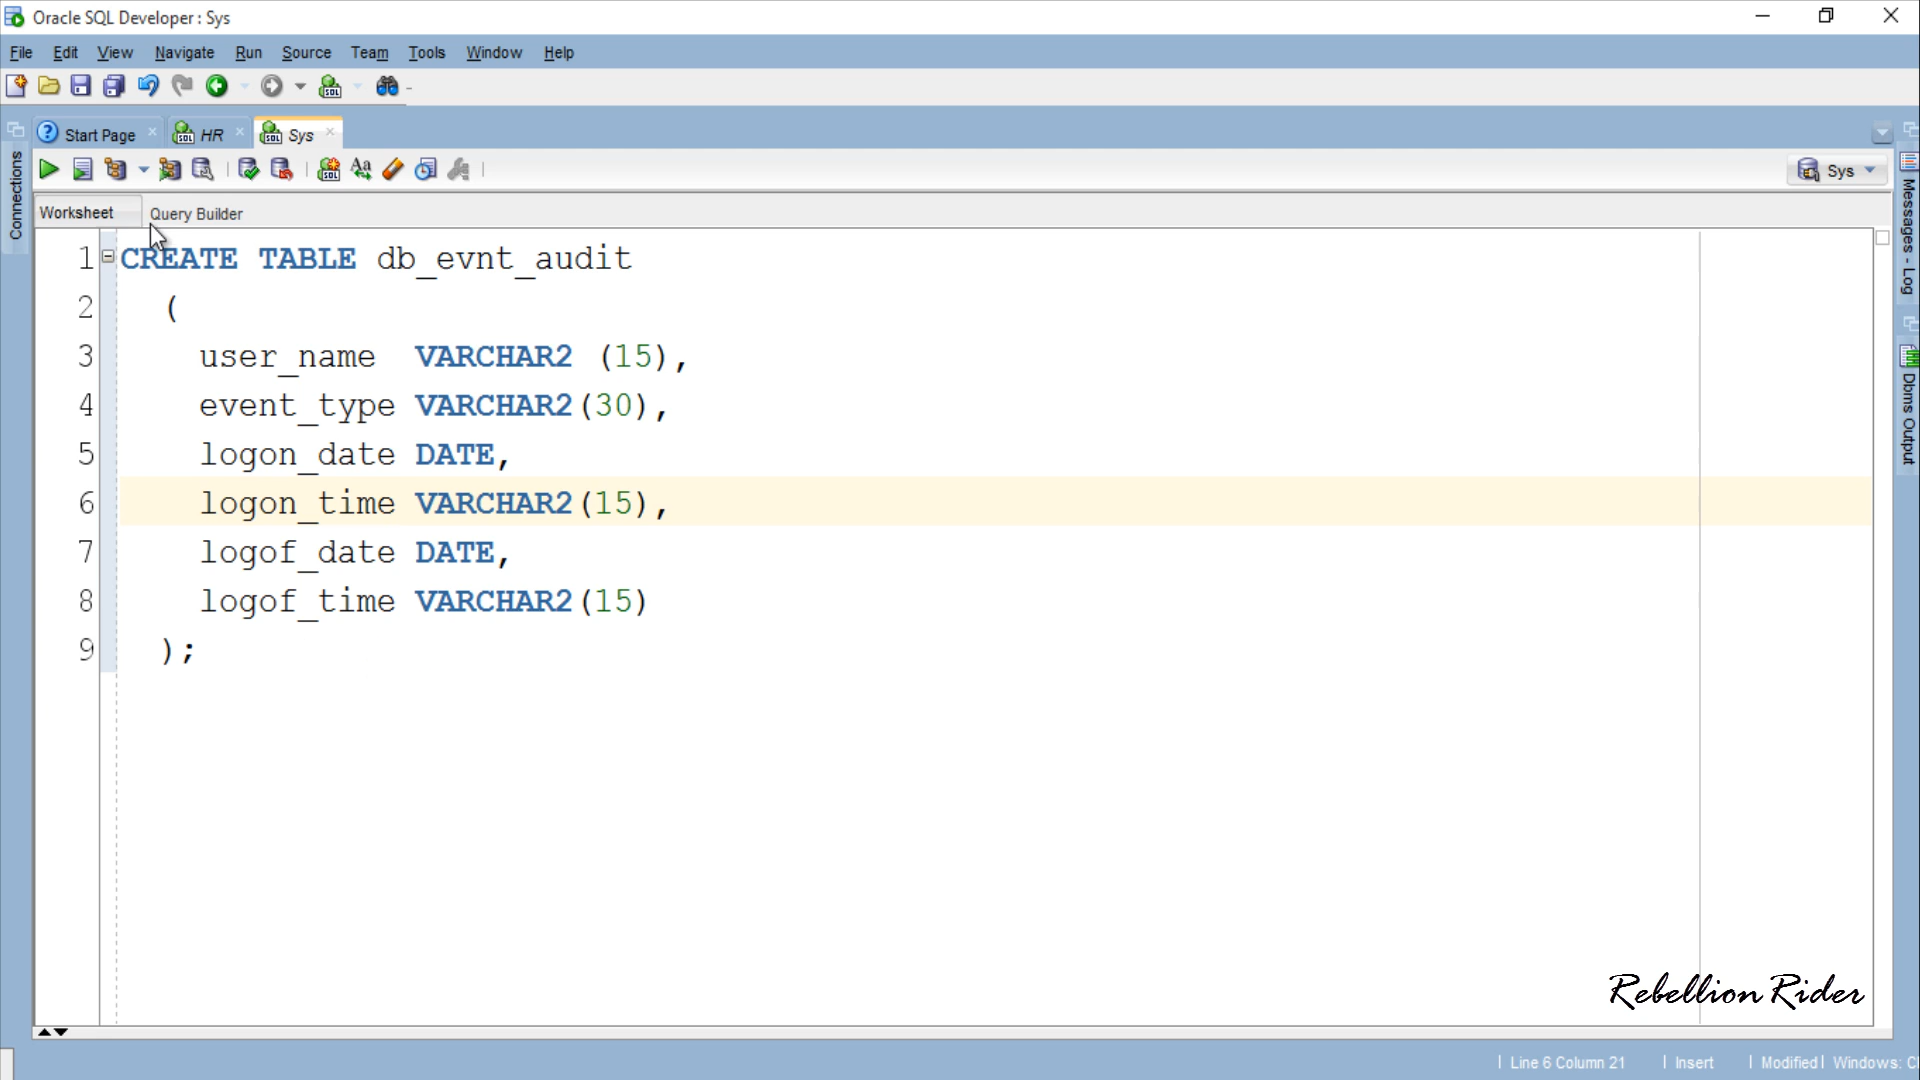 Oracle SQL Developer : Sys
File Edit View Navigate Run Source Team Tools Window Help
Start Page HR Sys
Sys
Worksheet Query Builder
Connections
Messages - Log
Dbms Output
1 CREATE TABLE db_evnt_audit
2 (
3 user_name VARCHAR2 (15),
4 event_type VARCHAR2(30),
5 logon_date DATE,
6 logon_time VARCHAR2(15),
7 logof_date DATE,
8 logof_time VARCHAR2(15)
9 );
Rebellion Rider
Line 6 Column 21 Insert Modified Windows: